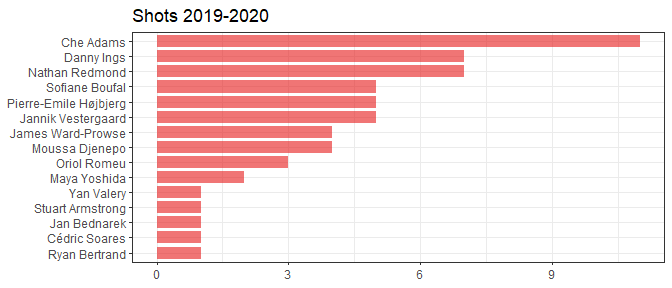 Shots 2019-2020
Che Adams
Danny Ings
Nathan Redmond
Sofiane Boufal
Pierre-Emile Højbjerg
Jannik Vestergaard
James Ward-Prowse
Moussa Djenepo
Oriol Romeu
Maya Yoshida
Yan Valery
Stuart Armstrong
Jan Bednarek
Cédric Soares
Ryan Bertrand
0 3 6 9